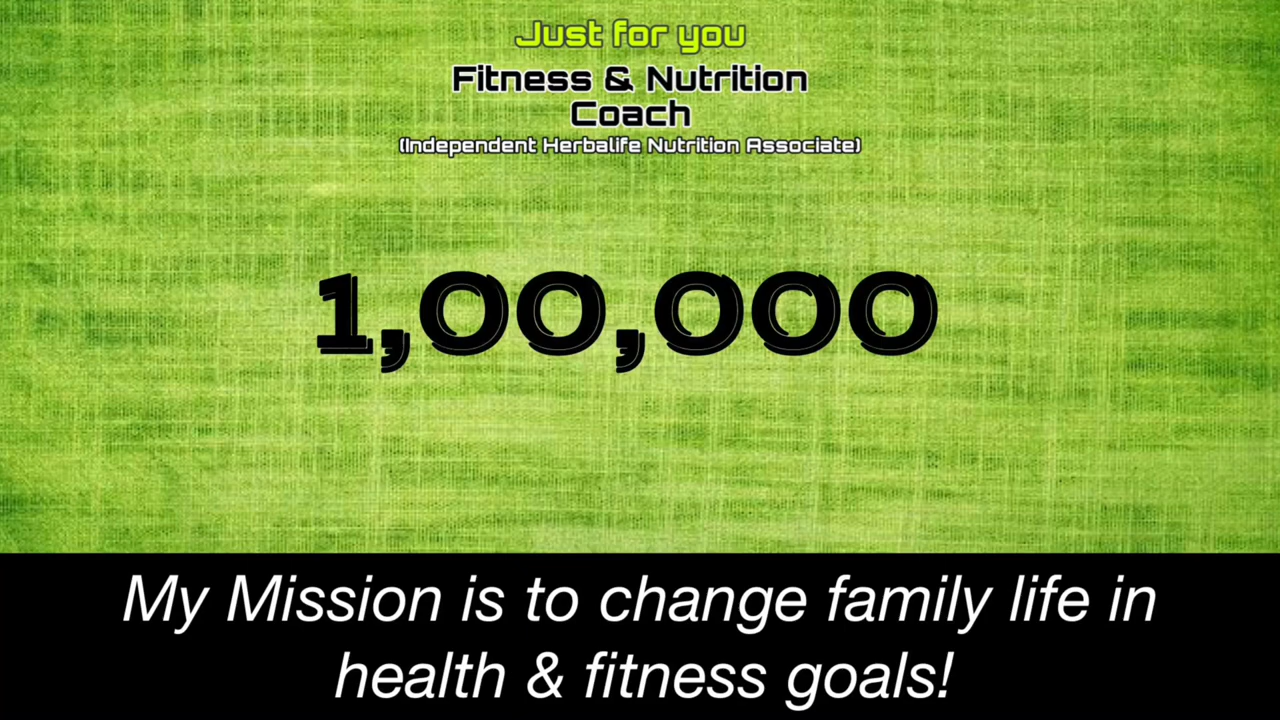 Just for you
Fitness & Nutrition
Coach
(Independent Herbalife Nutrition Associate)
1,00,000
My Mission is to change family life in
health & fitness goals!